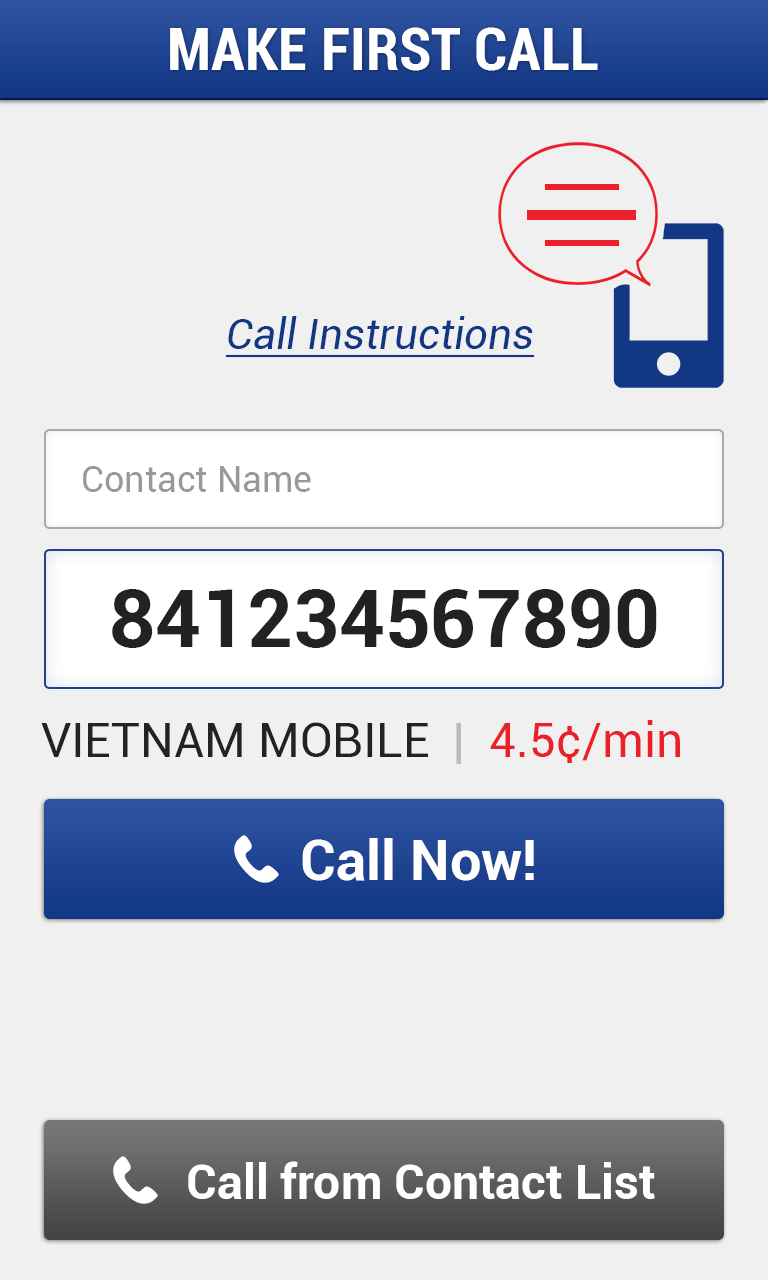 MAKE FIRST CALL
Call Instructions
Contact Name
841234567890
VIETNAM MOBILE | 4.5¢/min
Call Now!
Call from Contact List